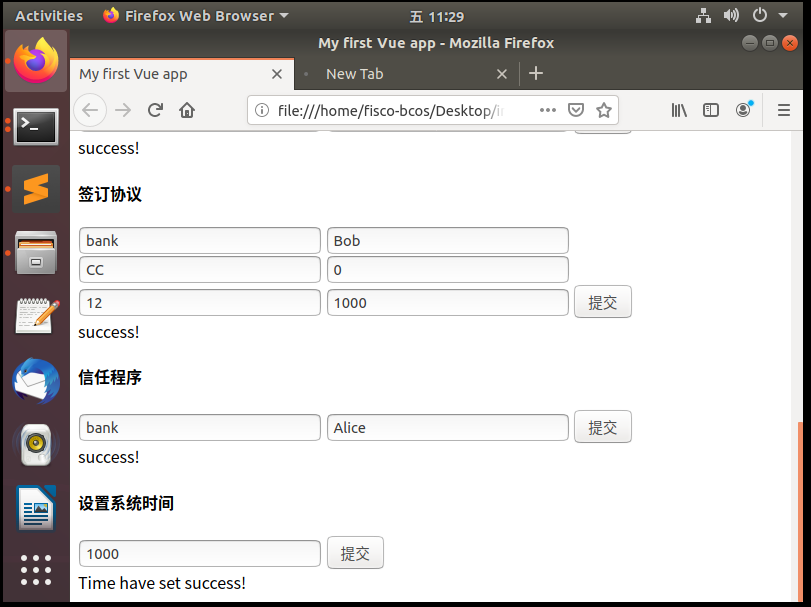 Activities Firefox Web Browser 五 11:29
My first Vue app - Mozilla Firefox
My first Vue app New Tab
file:///home/fisco-bcos/Desktop/
success!
签订协议
bank Bob
CC 0
12 1000 提交
success!
信任程序
bank Alice 提交
success!
设置系统时间
1000 提交
Time have set success!